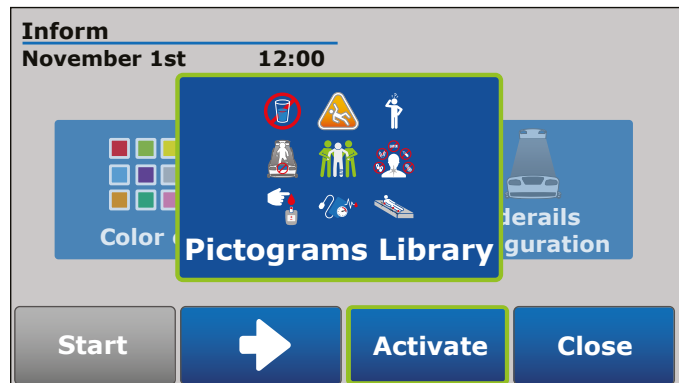 Inform
November 1st 12:00
Color
Pictograms Library
derails
guration
Start
Activate
Close